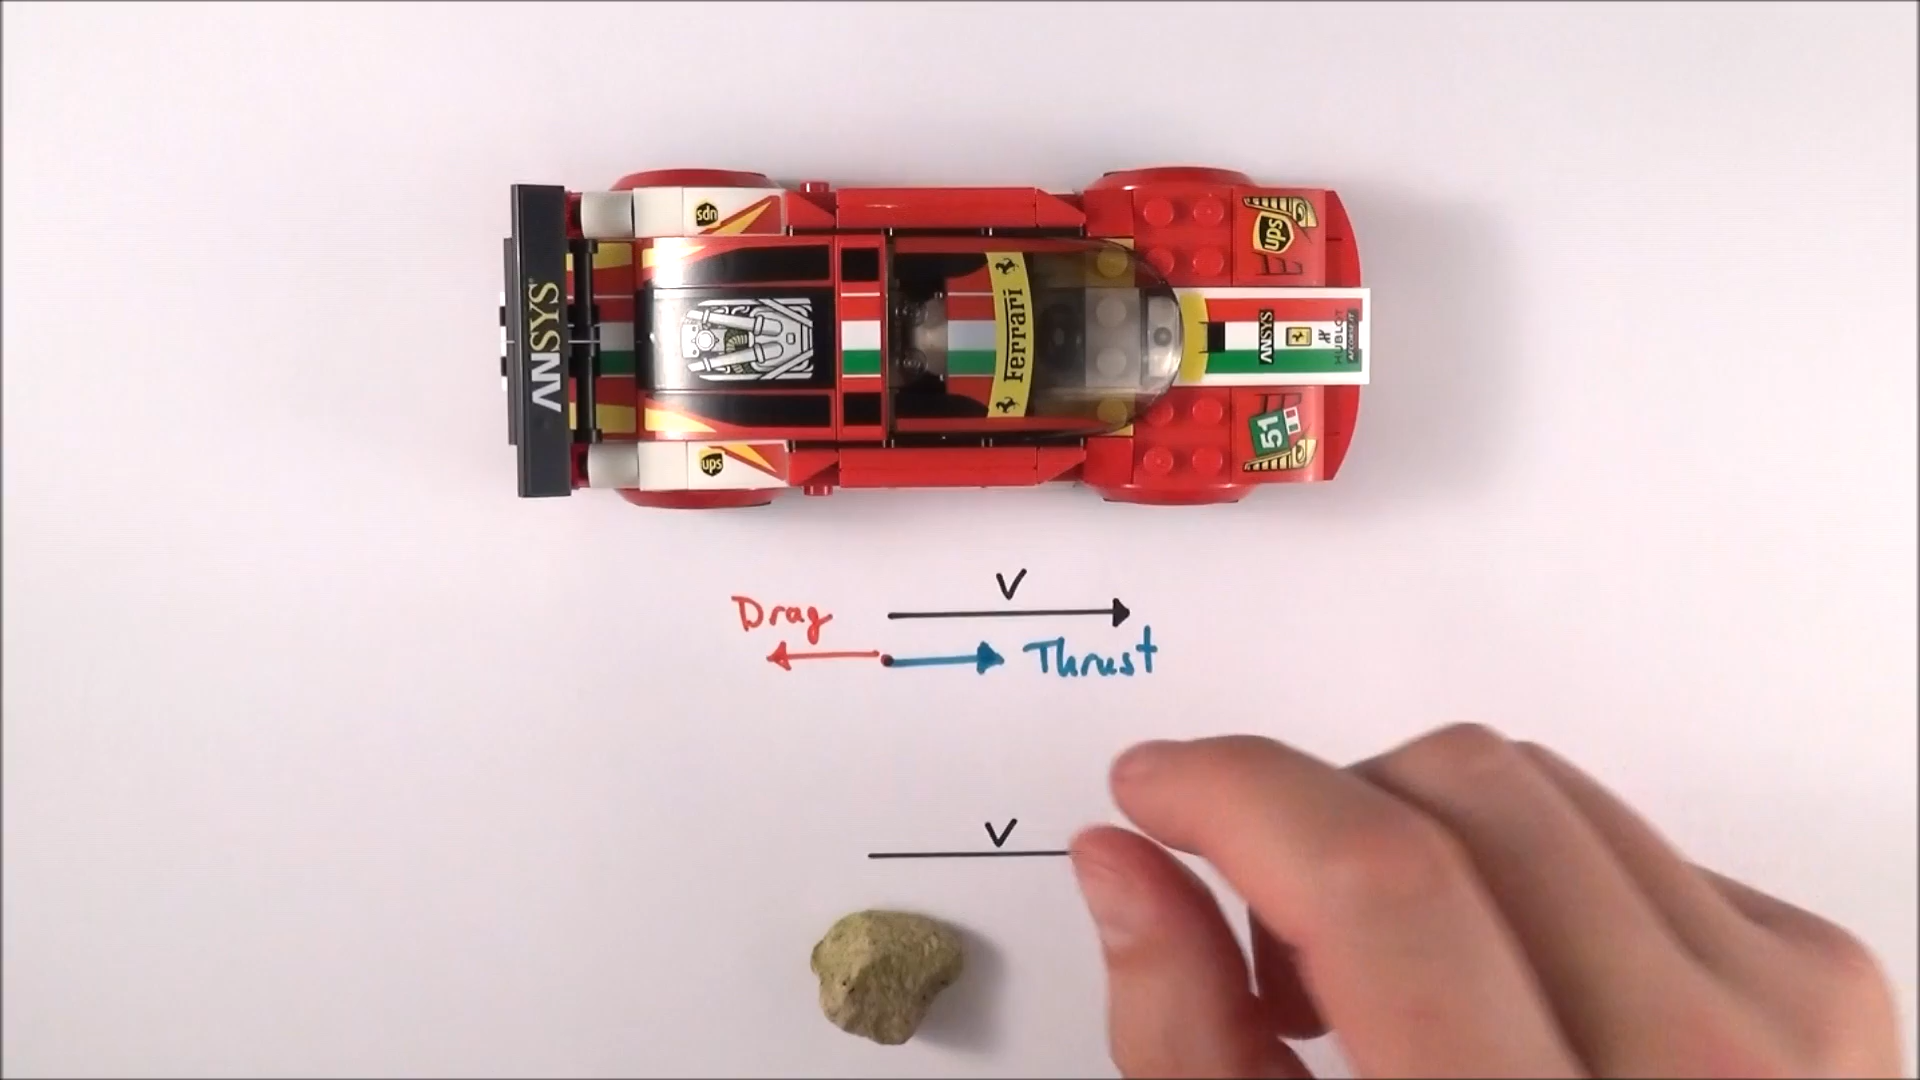 ups
ups
ANSYS
Ferrari
ANSYS
HUBLOT
51
ups
V
Drag
Thrust
V